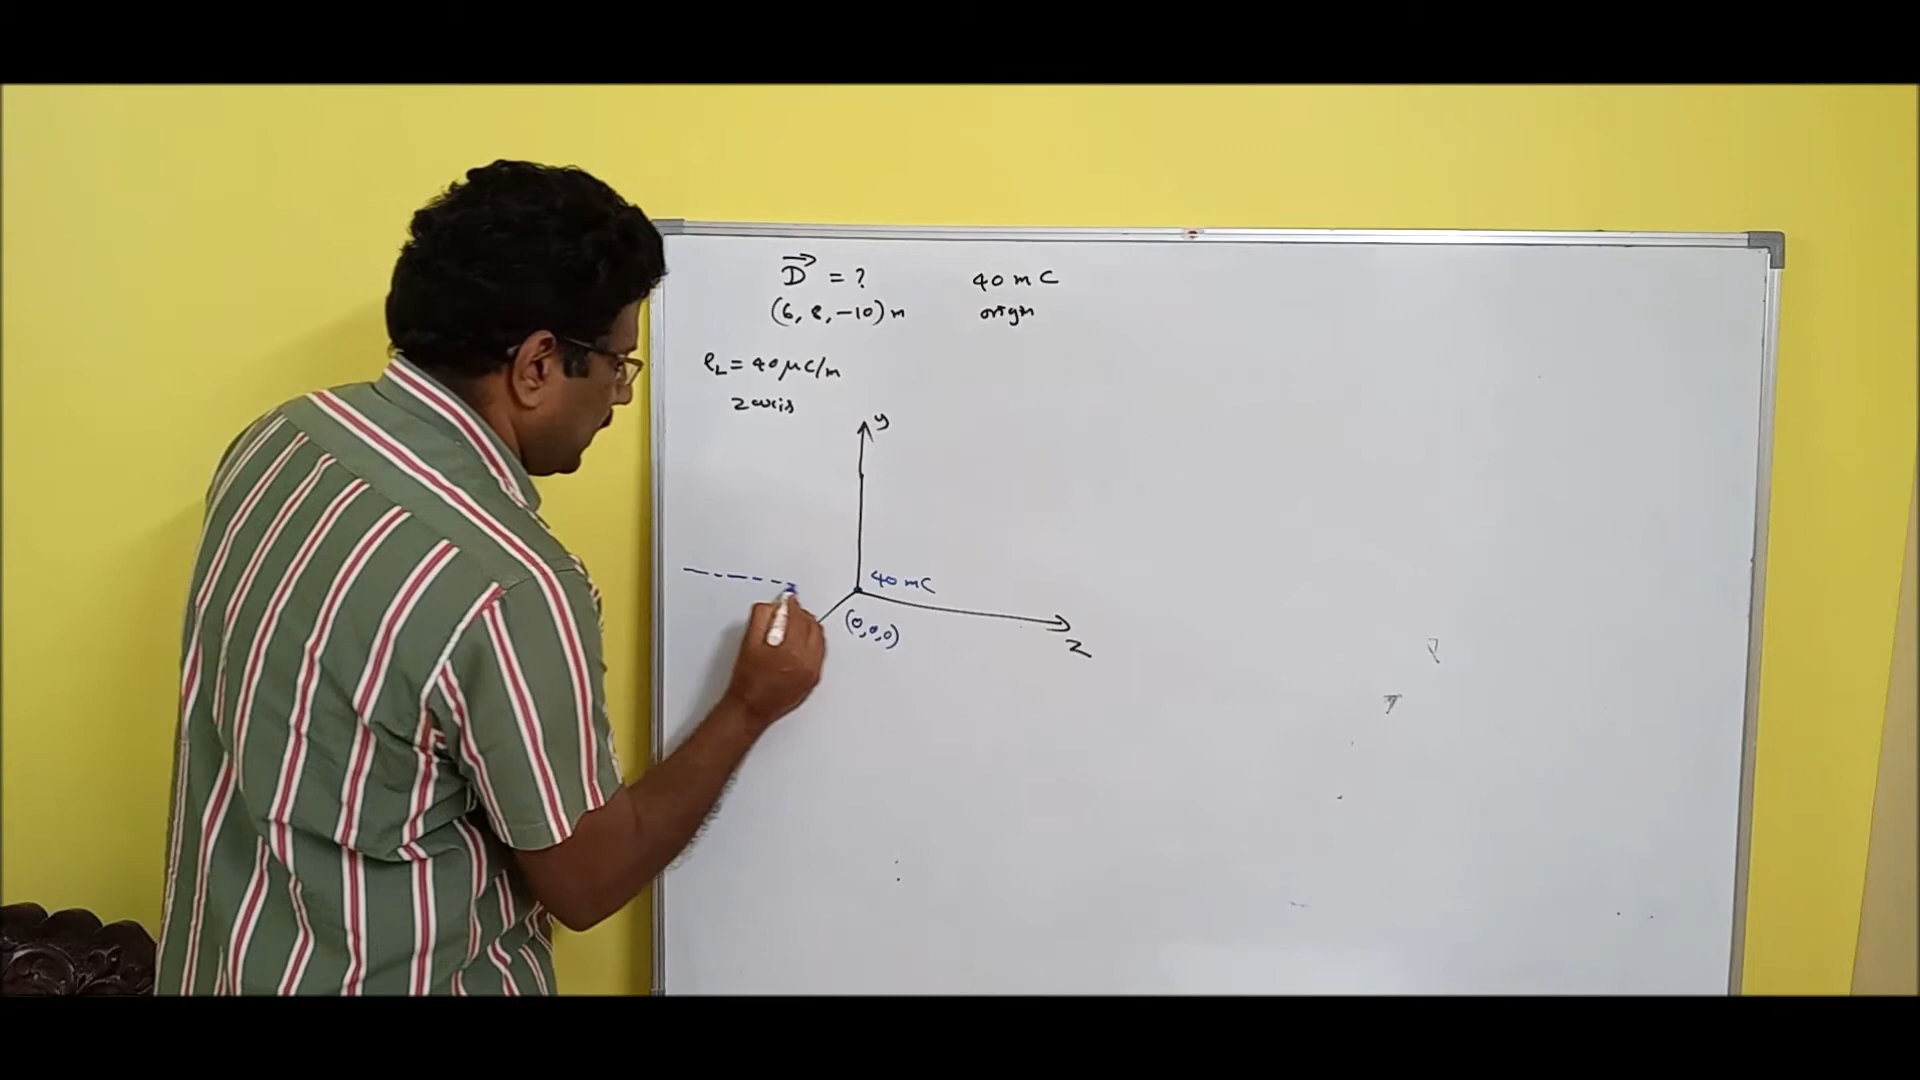 D⃗ = ?
40 mC
(6, 8, -10) m
origin
ρL = 40 μC/m
z axis
y
40 mC
(0,0,0)
z